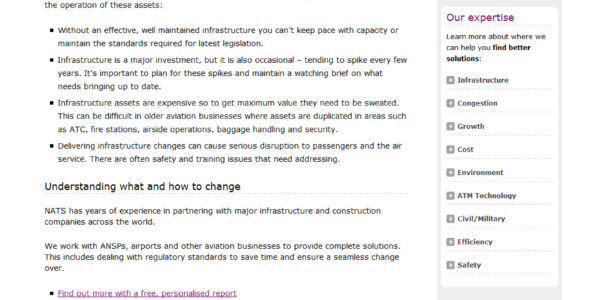 the operation of these assets:
Without an effective, well maintained infrastructure you can't keep pace with capacity or
maintain the standards required for latest legislation.
Infrastructure is a major investment, but it is also occasional – tending to spike every few
years. It's important to plan for these spikes and maintain a watching brief on what
needs bringing up to date.
Infrastructure assets are expensive so to get maximum value they need to be sweated.
This can be difficult in older aviation businesses where assets are duplicated in areas such
as ATC, fire stations, airside operations, baggage handling and security.
Delivering infrastructure changes can cause serious disruption to passengers and the air
service. There are often safety and training issues that need addressing.
Understanding what and how to change
NATS has years of experience in partnering with major infrastructure and construction
companies across the world.
We work with ANSPs, airports and other aviation businesses to provide complete solutions.
This includes dealing with regulatory standards to save time and ensure a seamless change
over.
Find out more with a free, personalised report
Our expertise
Learn more about where we
can help you find better
solutions:
Infrastructure
Congestion
Growth
Cost
Environment
ATM Technology
Civil/Military
Efficiency
Safety